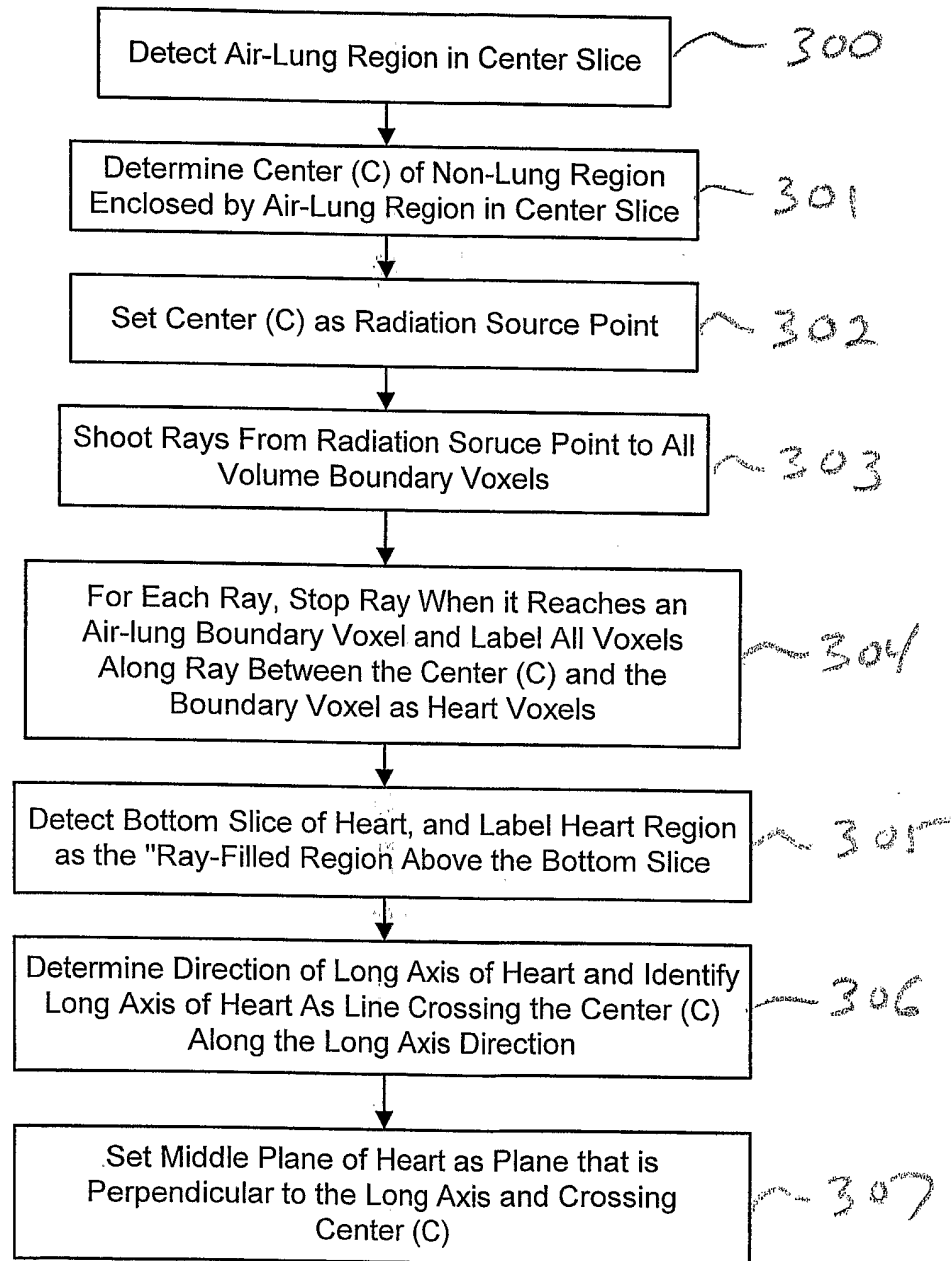 Detect Air-Lung Region in Center Slice
300
Determine Center (C) of Non-Lung Region
Enclosed by Air-Lung Region in Center Slice
301
Set Center (C) as Radiation Source Point
302
Shoot Rays From Radiation Soruce Point to All
Volume Boundary Voxels
303
For Each Ray, Stop Ray When it Reaches an
Air-lung Boundary Voxel and Label All Voxels
Along Ray Between the Center (C) and the
Boundary Voxel as Heart Voxels
304
Detect Bottom Slice of Heart, and Label Heart Region
as the "Ray-Filled Region Above the Bottom Slice
305
Determine Direction of Long Axis of Heart and Identify
Long Axis of Heart As Line Crossing the Center (C)
Along the Long Axis Direction
306
Set Middle Plane of Heart as Plane that is
Perpendicular to the Long Axis and Crossing
Center (C)
307